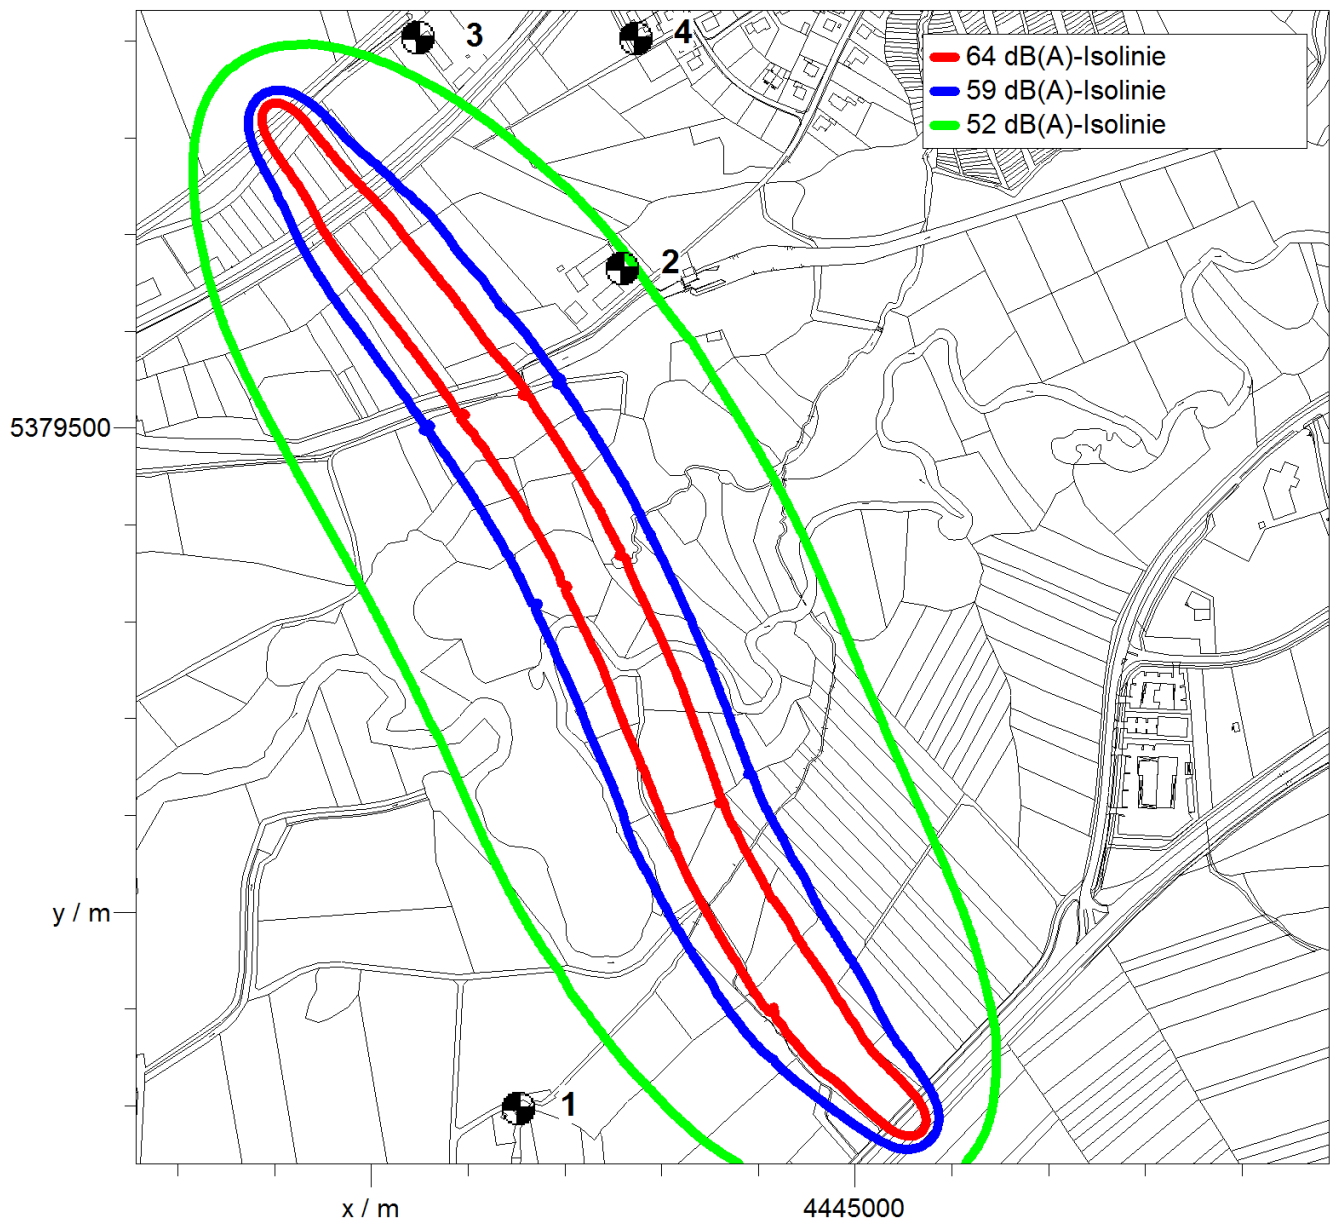 3
4
64 dB(A)-Isolinie
59 dB(A)-Isolinie
52 dB(A)-Isolinie
2
5379500
y / m
1
x / m
4445000